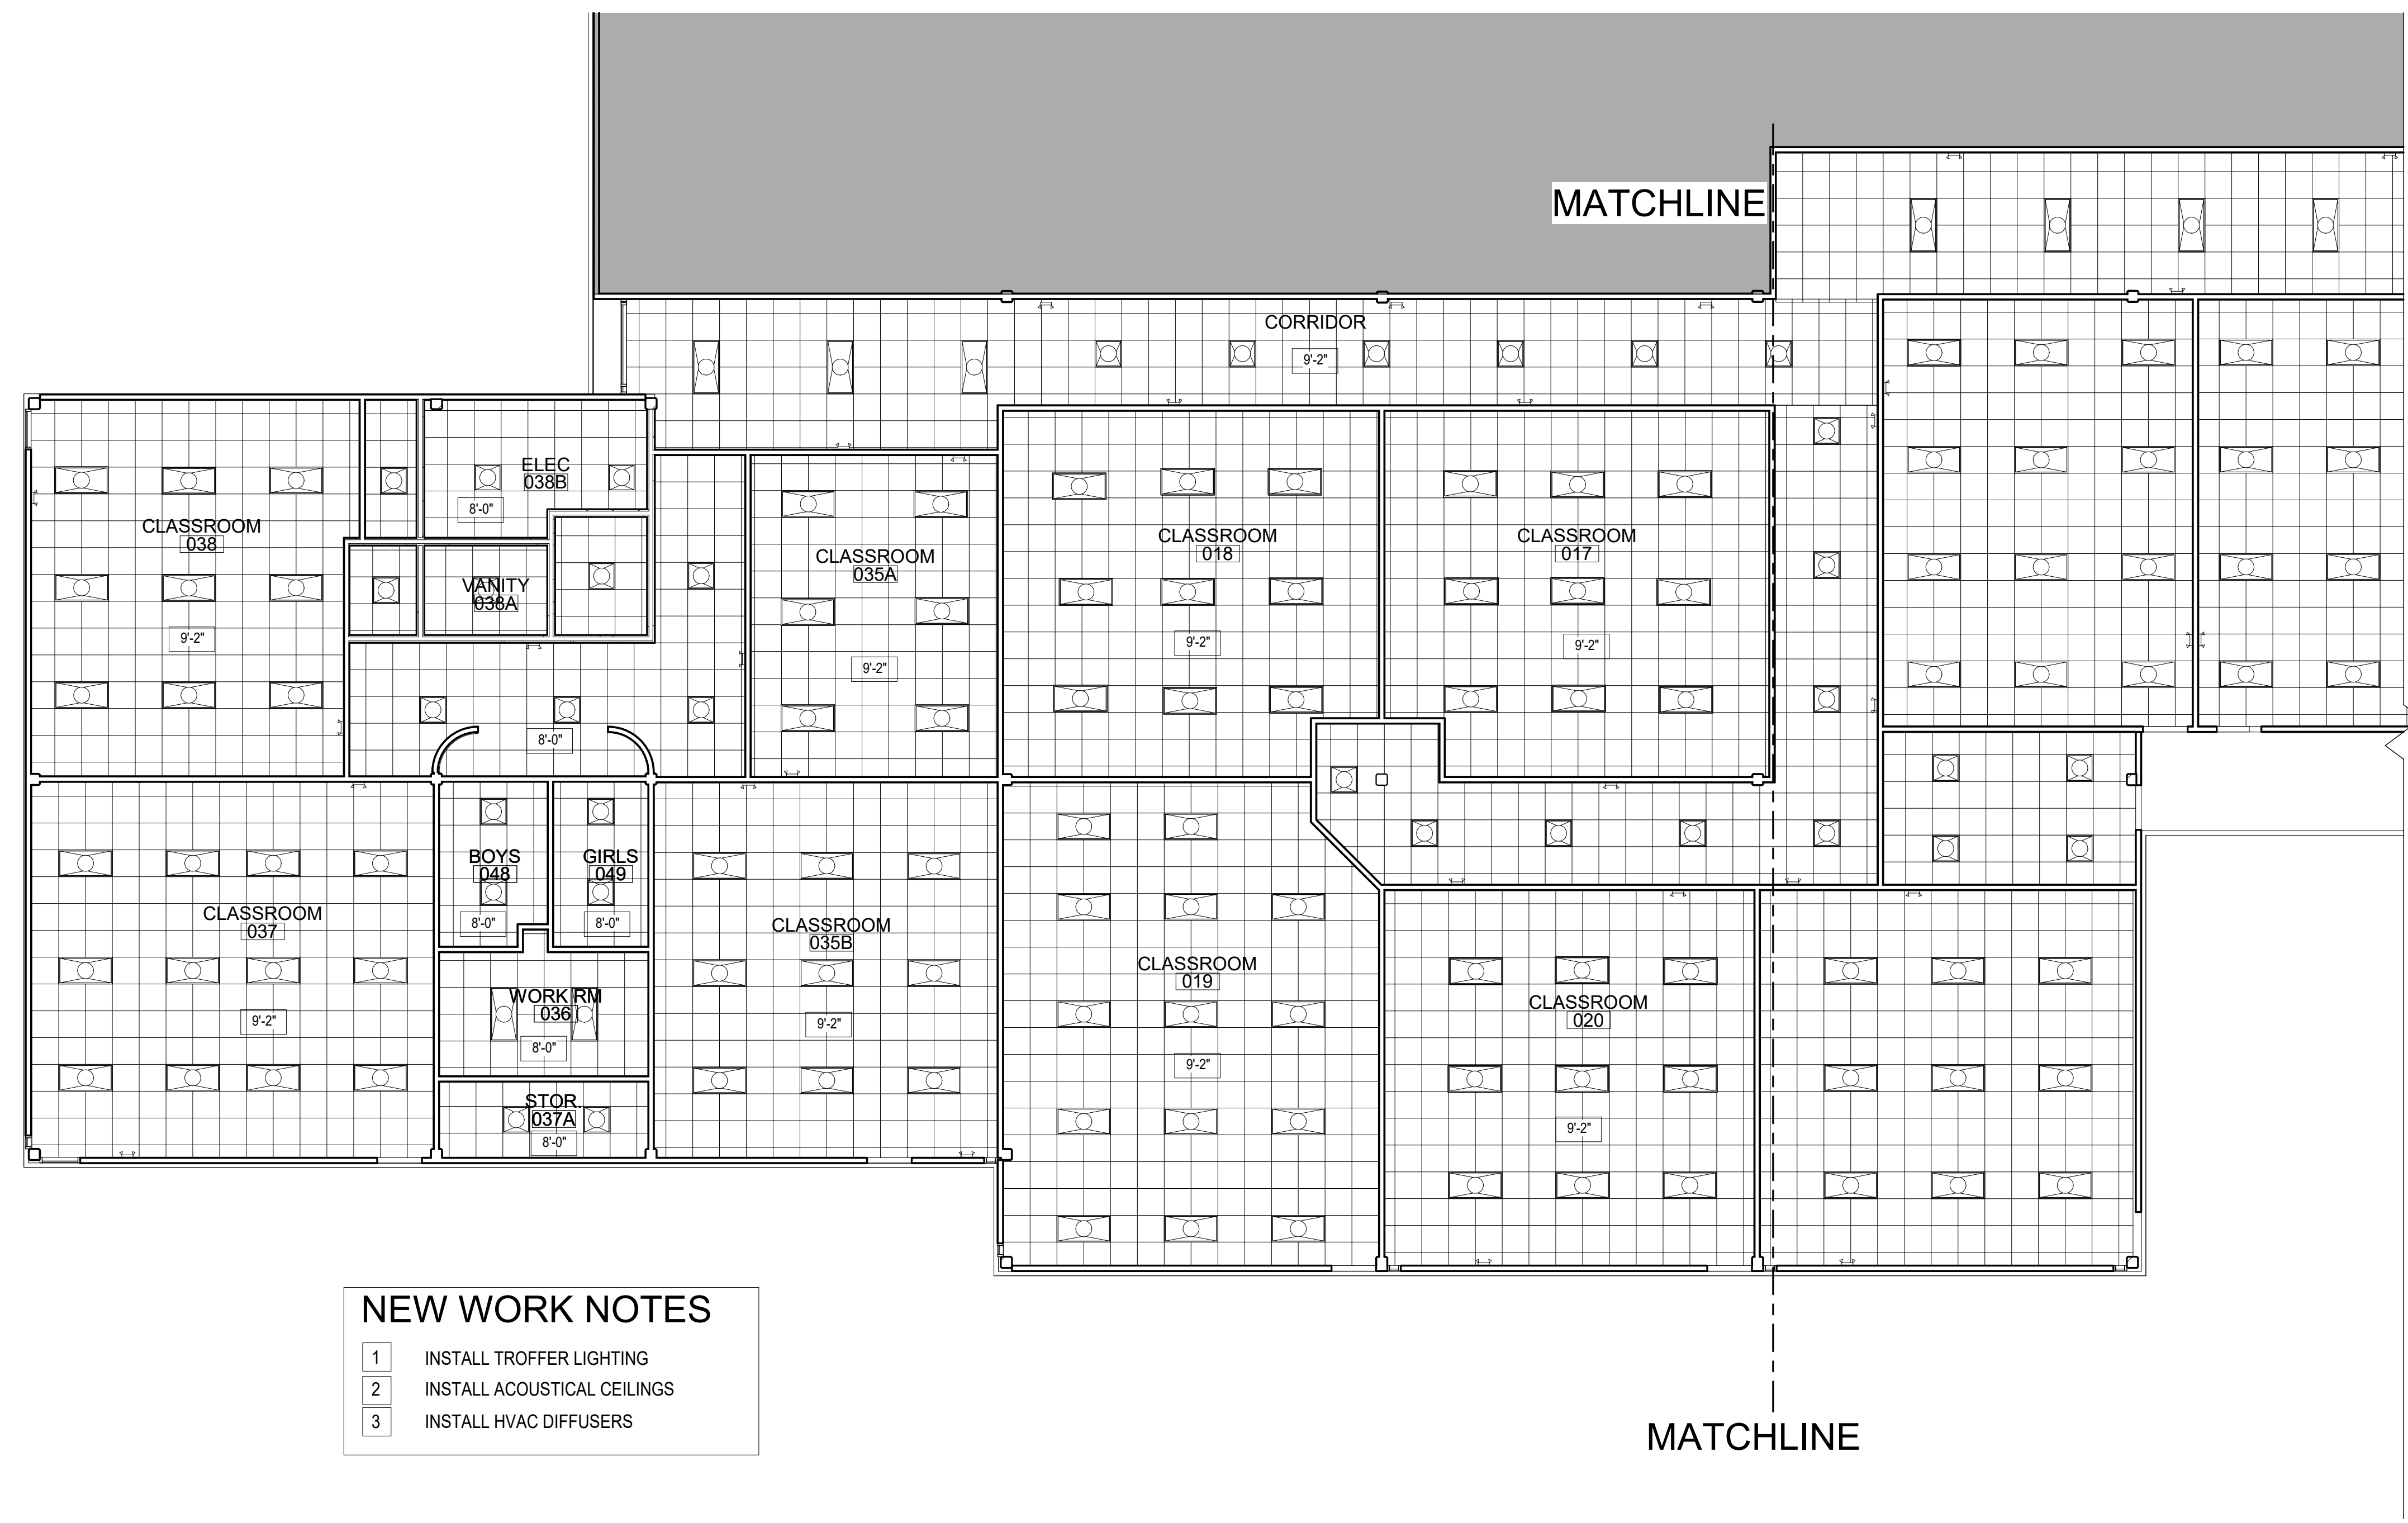 MATCHLINE
CORRIDOR
9'-2"
ELEC
038B
8'-0"
CLASSROOM
038
9'-2"
VANITY
038A
CLASSROOM
035A
9'-2"
CLASSROOM
018
9'-2"
CLASSROOM
017
9'-2"
8'-0"
BOYS
048
8'-0"
GIRLS
049
8'-0"
CLASSROOM
037
9'-2"
CLASSROOM
035B
9'-2"
WORK RM
036
8'-0"
STOR.
037A
8'-0"
CLASSROOM
019
9'-2"
CLASSROOM
020
9'-2"
NEW WORK NOTES
1 INSTALL TROFFER LIGHTING
2 INSTALL ACOUSTICAL CEILINGS
3 INSTALL HVAC DIFFUSERS
MATCHLINE